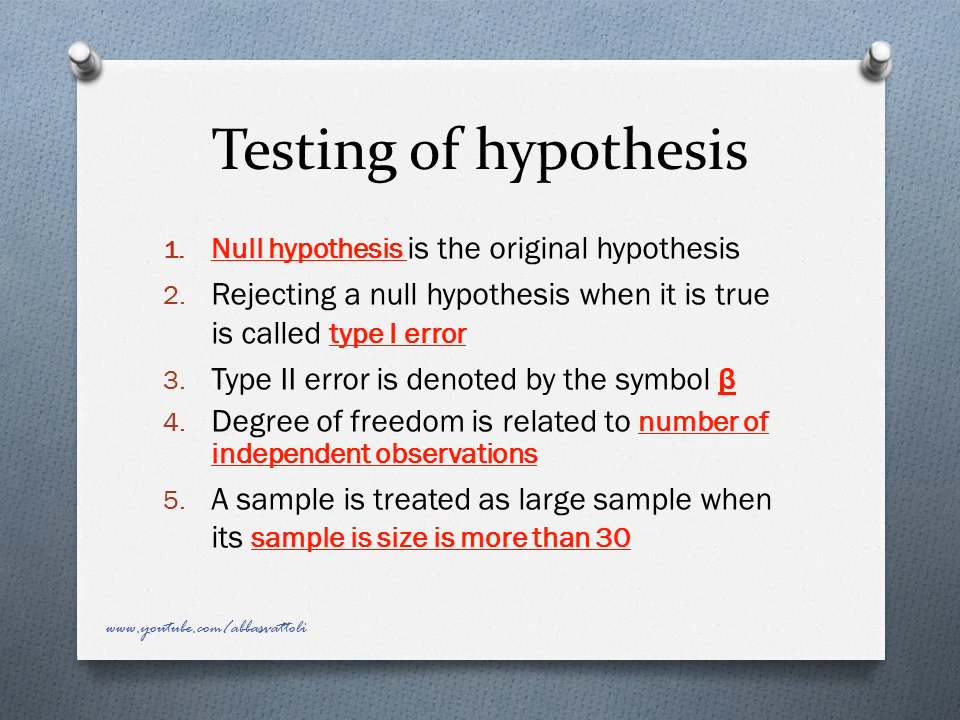 Testing of hypothesis
1. Null hypothesis is the original hypothesis
2. Rejecting a null hypothesis when it is true
is called type I error
3. Type II error is denoted by the symbol β
4. Degree of freedom is related to number of
independent observations
5. A sample is treated as large sample when
its sample is size is more than 30
www.youtube.com/abbasvattoli